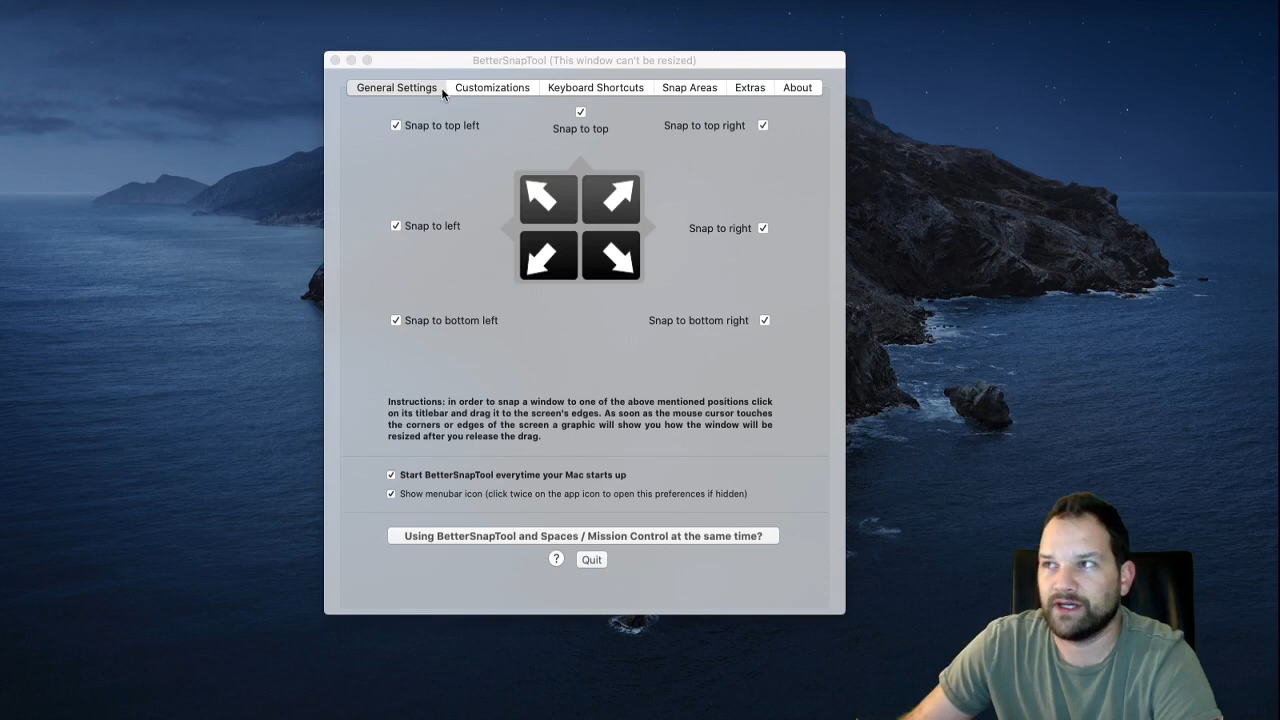 BetterSnapTool (This window can't be resized)
General Settings
Customizations
Keyboard Shortcuts
Snap Areas
Extras
About
Snap to top left
Snap to top
Snap to top right
Snap to left
Snap to right
Snap to bottom left
Snap to bottom right
Instructions: in order to snap a window to one of the above mentioned positions click
on its titlebar and drag it to the screen's edges. As soon as the mouse cursor touches
the corners or edges of the screen a graphic will show you how the window will be
resized after you release the drag.
Start BetterSnapTool everytime your Mac starts up
Show menubar icon (click twice on the app icon to open this preferences if hidden)
Using BetterSnapTool and Spaces / Mission Control at the same time?
?
Quit